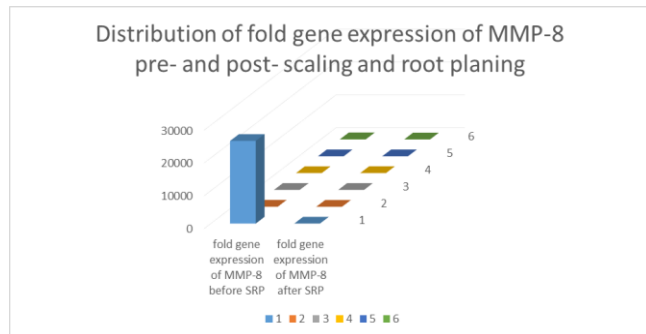 Distribution of fold gene expression of MMP-8
pre- and post- scaling and root planing
30000
20000
10000
0
6
5
4
3
2
1
fold gene
expression
of MMP-8
before SRP
fold gene
expression
of MMP-8
after SRP
1 2 3 4 5 6